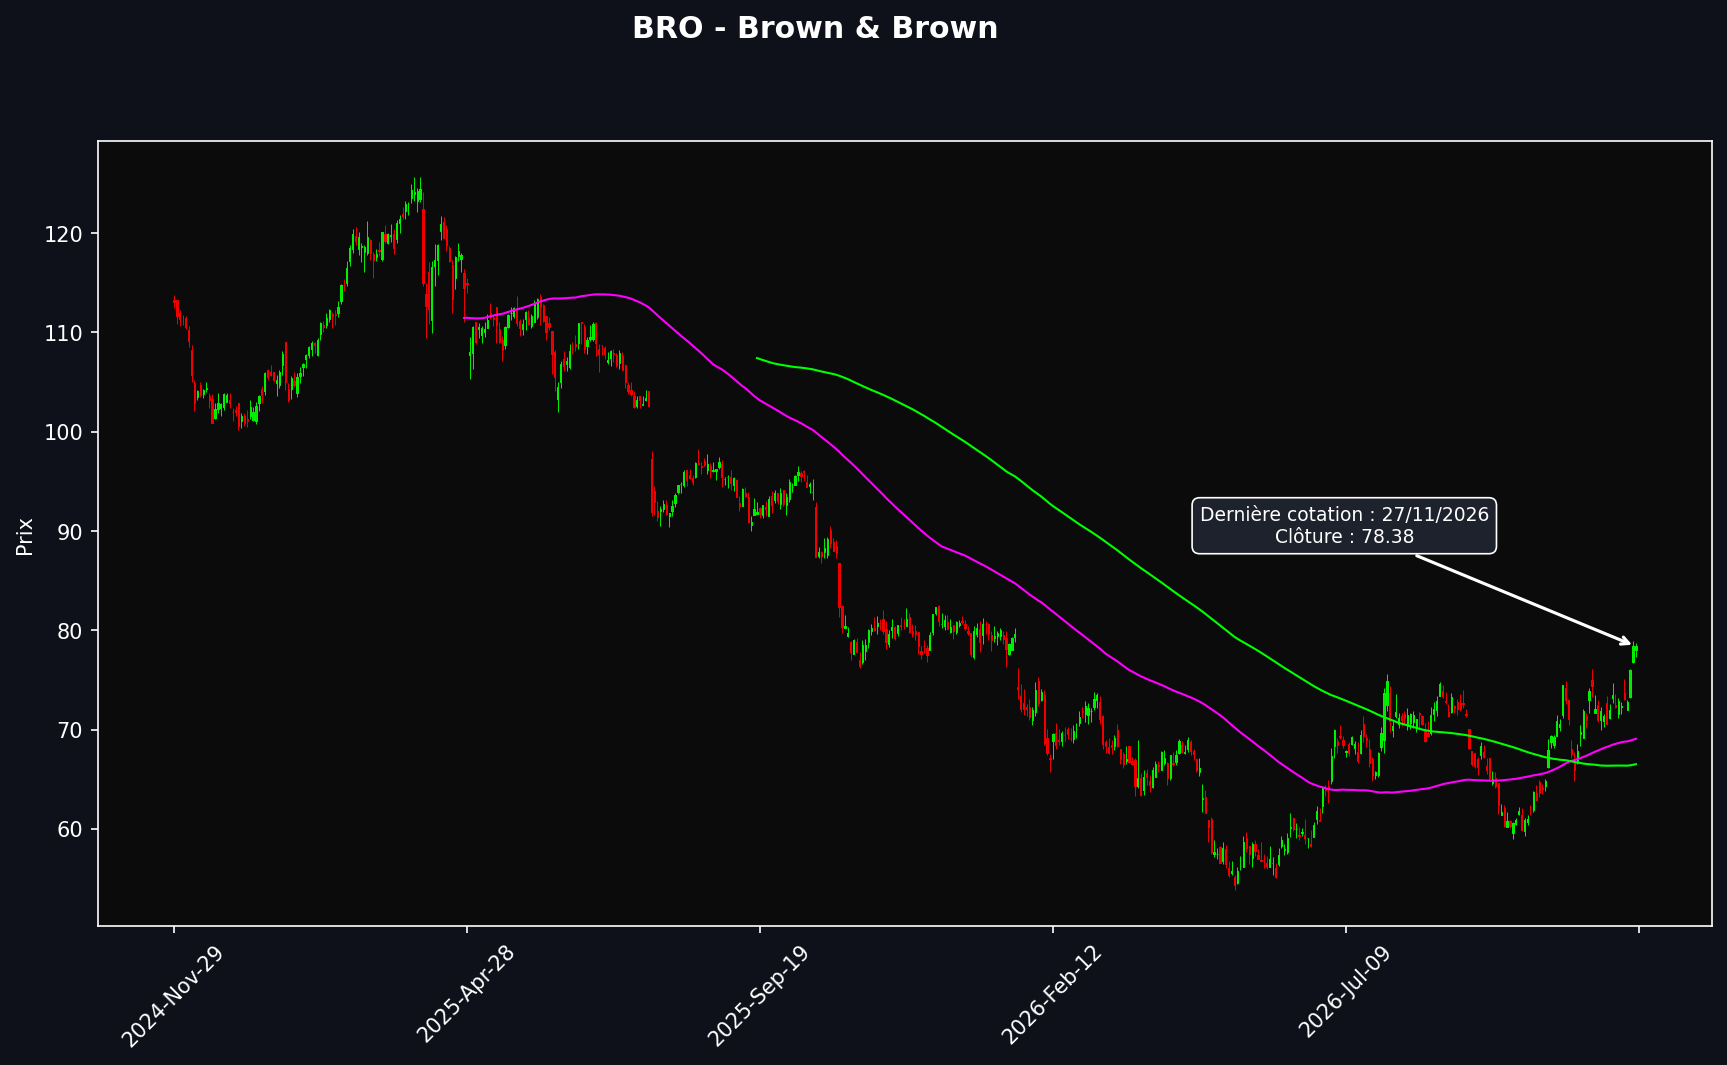 BRO - Brown & Brown
120
110
100
90
80
70
60
Prix
Dernière cotation : 27/11/2026
Clôture : 78.38
2024-Nov-29
2025-Apr-28
2025-Sep-19
2026-Feb-12
2026-Jul-09